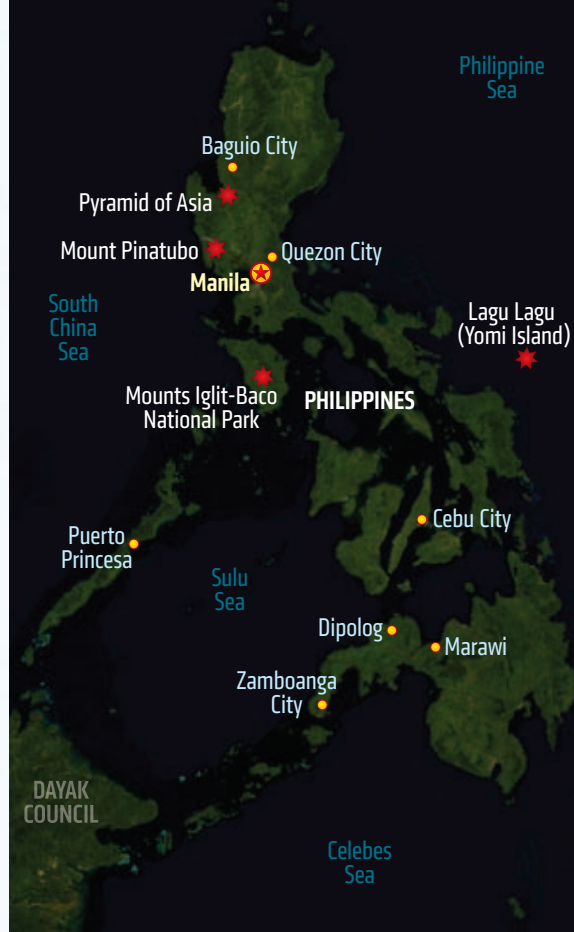 Philippine
Sea
Baguio City
Pyramid of Asia
Mount Pinatubo
Quezon City
Manila
South
China
Sea
Lagu Lagu
(Yomi Island)
Mounts Iglit-Baco
National Park
PHILIPPINES
Cebu City
Puerto
Princesa
Sulu
Sea
Dipolog
Marawi
Zamboanga
City
DAYAK
COUNCIL
Celebes
Sea